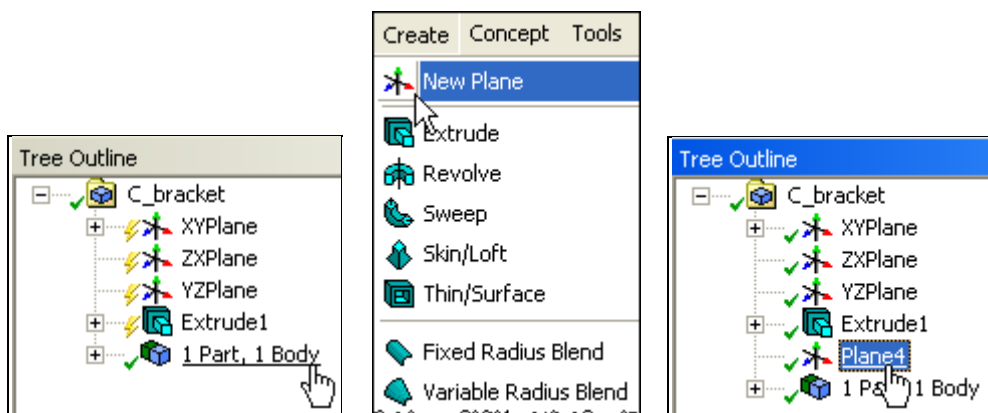 Tree Outline
C_bracket
XYPlane
ZXPlane
YZPlane
Extrude1
1 Part, 1 Body
Create Concept Tools
New Plane
Extrude
Revolve
Sweep
Skin/Loft
Thin/Surface
Fixed Radius Blend
Variable Radius Blend
Tree Outline
C_bracket
XYPlane
ZXPlane
YZPlane
Extrude1
Plane4
1 1 Body